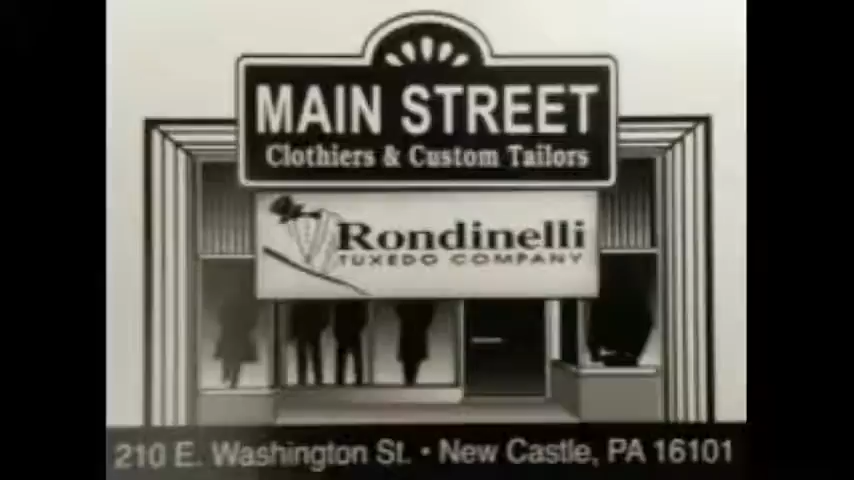 MAIN STREET
Clothiers & Custom Tailors
Rondinelli
TUXEDO COMPANY
210 E. Washington St. • New Castle, PA 16101